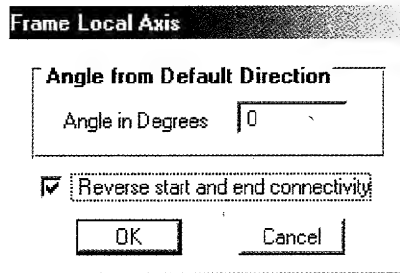 Frame Local Axis
Angle from Default Direction
Angle in Degrees 0
Reverse start and end connectivity
OK Cancel